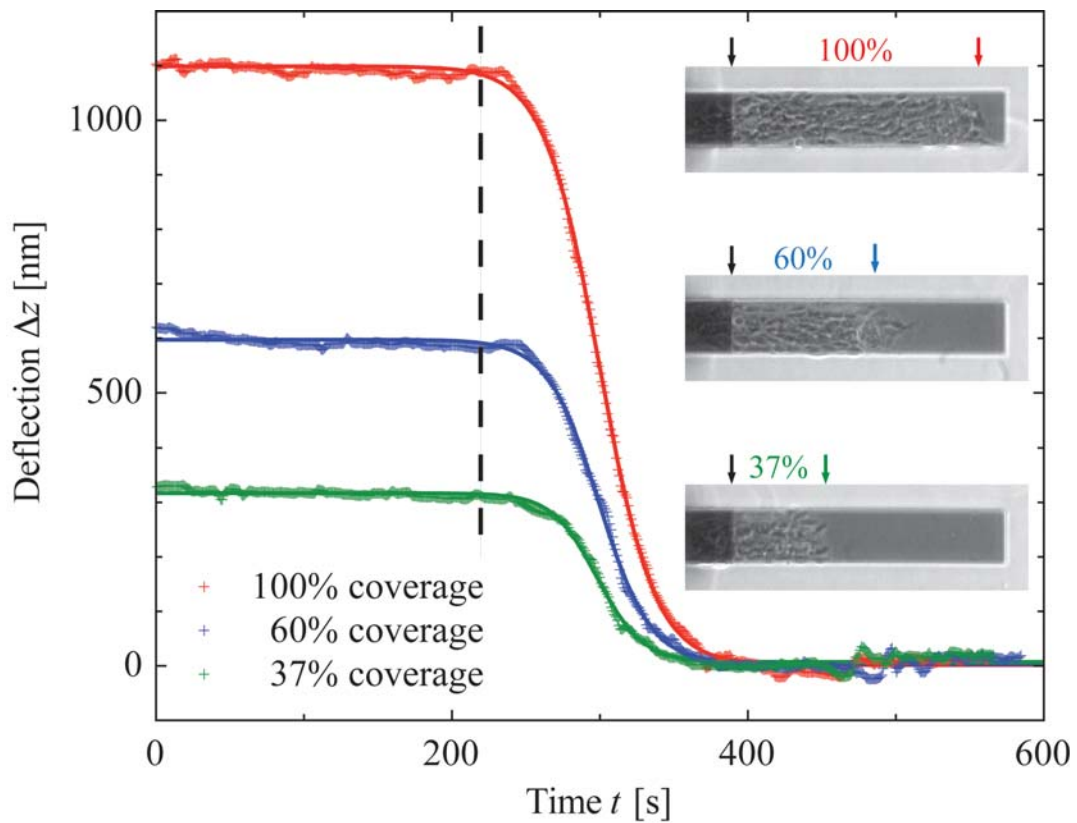 100%
1000
60%
500
37%
100% coverage
60% coverage
37% coverage
0
0
200
400
600
Deflection Δz [nm]
Time t [s]